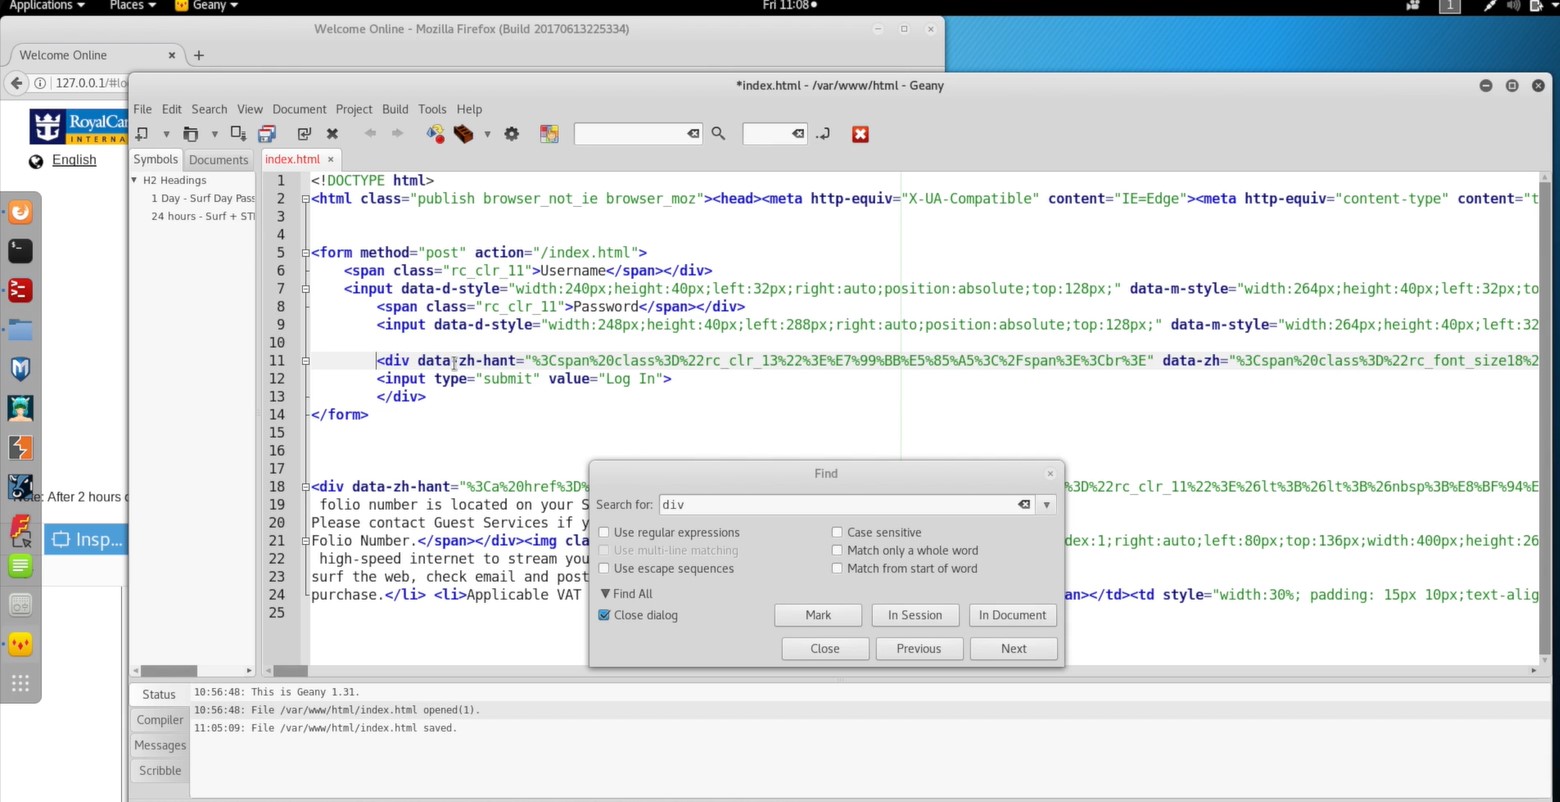 Applications ▾ Places ▾ Geany ▾ Fri 11:08● 1
Welcome Online - Mozilla Firefox (Build 20170613225334)
Welcome Online × +
127.0.0.1/#lo
*index.html - /var/www/html - Geany
RoyalCar
INTERNA
English
File Edit Search View Document Project Build Tools Help
Symbols Documents index.html ×
H2 Headings
1 Day - Surf Day Pass
24 hours - Surf + ST
1 <!DOCTYPE html>
2 <html class="publish browser_not_ie browser_moz"><head><meta http-equiv="X-UA-Compatible" content="IE=Edge"><meta http-equiv="content-type" content="t
3
4
5 <form method="post" action="/index.html">
6 <span class="rc_clr_11">Username</span></div>
7 <input data-d-style="width:240px;height:40px;left:32px;right:auto;position:absolute;top:128px;" data-m-style="width:264px;height:40px;left:32px;to
8 <span class="rc_clr_11">Password</span></div>
9 <input data-d-style="width:248px;height:40px;left:288px;right:auto;position:absolute;top:128px;" data-m-style="width:264px;height:40px;left:32
10
11 <div data-zh-hant="%3Cspan%20class%3D%22rc_clr_13%22%3E%E7%99%BB%E5%85%A5%3C%2Fspan%3E%3Cbr%3E" data-zh="%3Cspan%20class%3D%22rc_font_size18%2
12 <input type="submit" value="Log In">
13 </div>
14 </form>
15
16
17
18 <div data-zh-hant="%3Ca%20href%3D% 3D%22rc_clr_11%22%3E%26lt%3B%26lt%3B%26nbsp%3B%E8%BF%94%E
19 folio number is located on your S
20 Please contact Guest Services if y
21 Folio Number.</span></div><img cla dex:1;right:auto;left:80px;top:136px;width:400px;height:26
22 high-speed internet to stream you
23 surf the web, check email and post
24 purchase.</li> <li>Applicable VAT an></td><td style="width:30%; padding: 15px 10px;text-alig
25
Note: After 2 hours o
Insp...
Find
Search for: div
Use regular expressions Case sensitive
Use multi-line matching Match only a whole word
Use escape sequences Match from start of word
Find All
Close dialog Mark In Session In Document
Close Previous Next
Status
Compiler
Messages
Scribble
10:56:48: This is Geany 1.31.
10:56:48: File /var/www/html/index.html opened(1).
11:05:09: File /var/www/html/index.html saved.